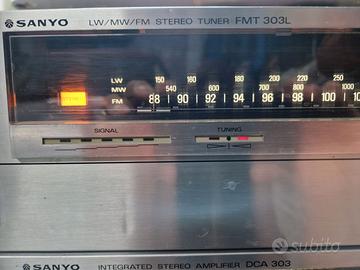 SANYO LW/MW/FM STEREO TUNER FMT 303L
LW 150 160 180 200 220 250
MW 540 600 700 800 1000
FM 88 90 92 94 96 98 100
SIGNAL TUNING
SANYO INTEGRATED STEREO AMPLIFIER DCA 303
subito